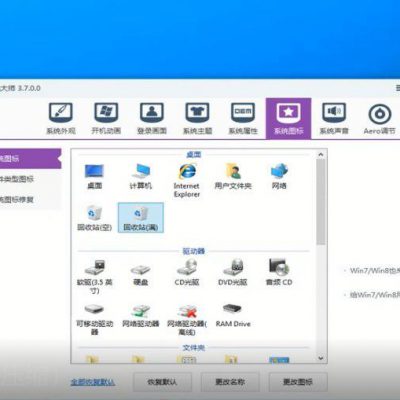 大师 3.7.0.0
系统外观 开机动画 登录画面 系统主题 系统属性 系统图标 系统声音 Aero调节
OEM
统图标
件类型图标
统图标修复
桌面
桌面 计算机 Internet Explorer 用户文件夹 网络
回收站(空) 回收站(满)
驱动器
软驱(3.5英寸) 硬盘 CD光驱 DVD光驱 音频 CD
可移动驱动器 网络驱动器 网络驱动器(离线) RAM Drive
文件夹
· Win7/Win8也
· 给Win7/Win8
全部恢复默认 恢复默认 更改名称 更改图标